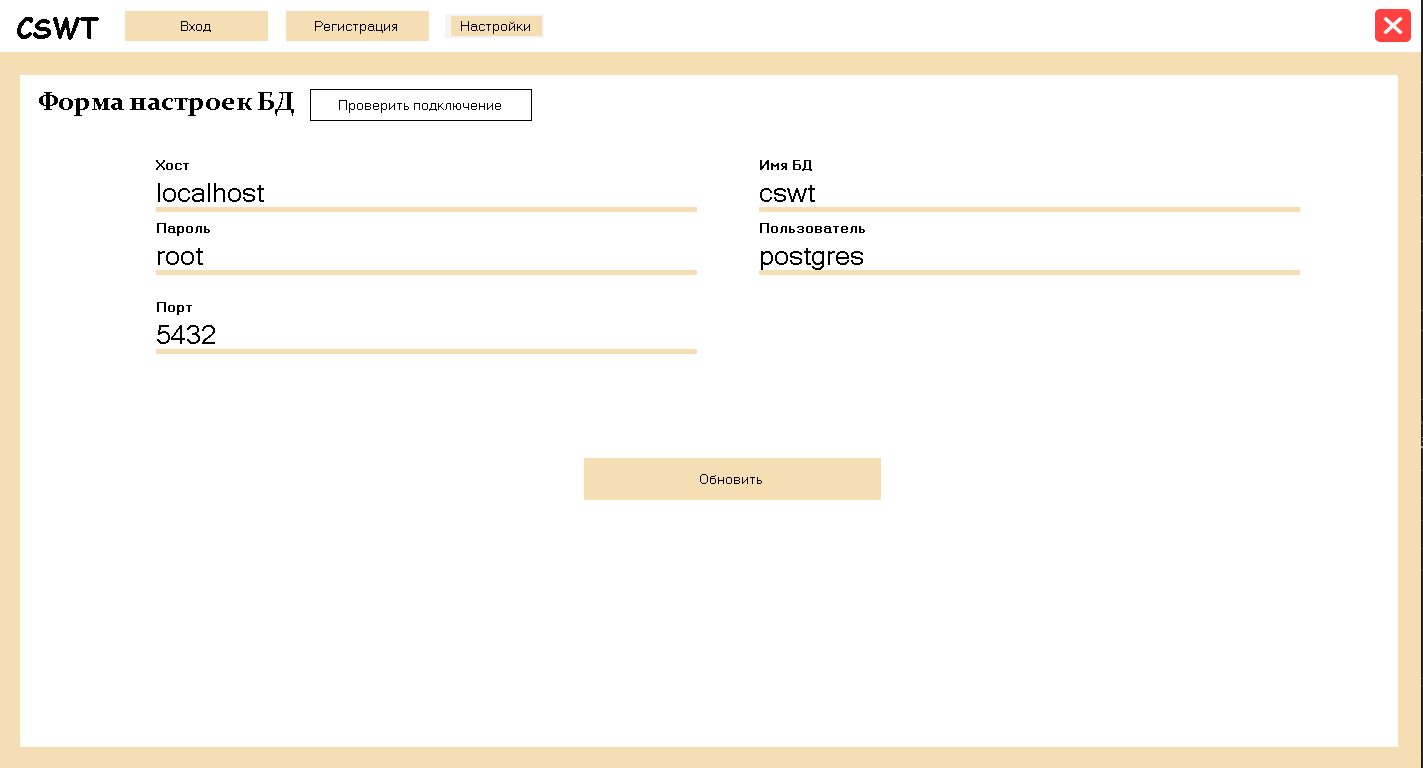 CSWT
Вход
Регистрация
Настройки
Форма настроек БД
Проверить подключение
Хост
localhost
Имя БД
cswt
Пароль
root
Пользователь
postgres
Порт
5432
Обновить